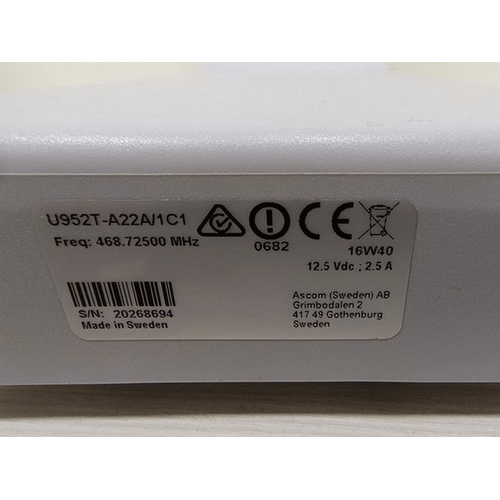 U952T-A22A/1C1
Freq: 468.72500 MHz
0682
CE
16W40
12.5 Vdc ; 2.5 A
S/N: 20268694
Made in Sweden
Ascom (Sweden) AB
Grimbodalen 2
417 49 Gothenburg
Sweden